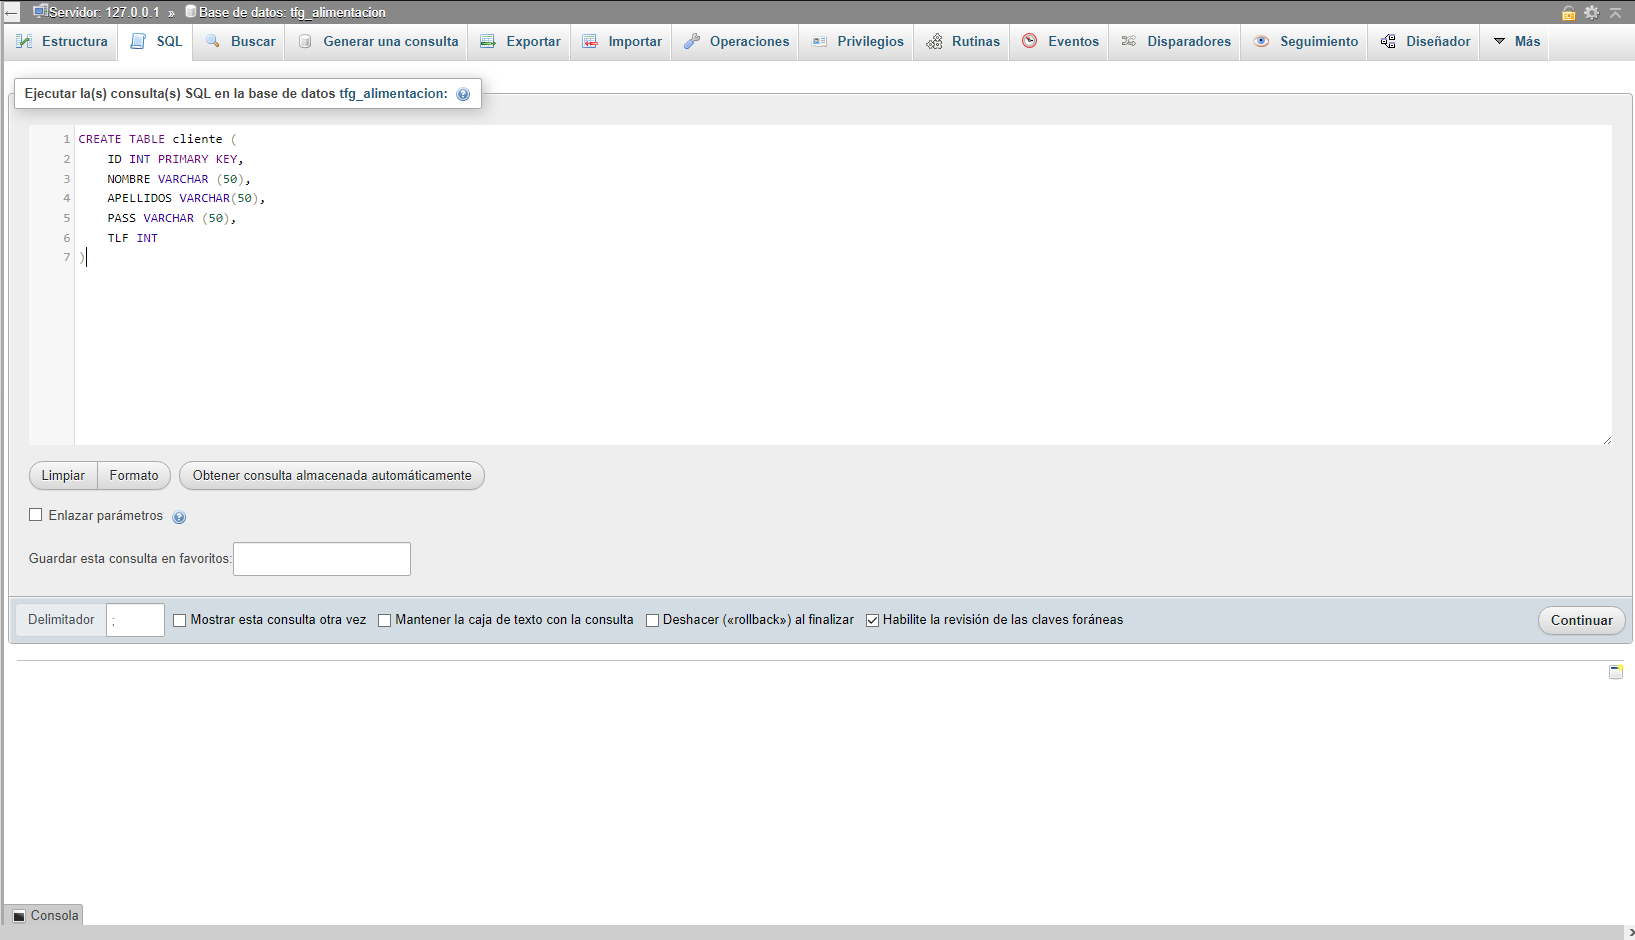 Servidor: 127.0.0.1 » Base de datos: tfg_alimentacion
Estructura SQL Buscar Generar una consulta Exportar Importar Operaciones Privilegios Rutinas Eventos Disparadores Seguimiento Diseñador Más
Ejecutar la(s) consulta(s) SQL en la base de datos tfg_alimentacion:
1 CREATE TABLE cliente (
2 ID INT PRIMARY KEY,
3 NOMBRE VARCHAR (50),
4 APELLIDOS VARCHAR(50),
5 PASS VARCHAR (50),
6 TLF INT
7 )
Limpiar Formato Obtener consulta almacenada automáticamente
Enlazar parámetros
Guardar esta consulta en favoritos:
Delimitador ; Mostrar esta consulta otra vez Mantener la caja de texto con la consulta Deshacer («rollback») al finalizar Habilite la revisión de las claves foráneas Continuar
Consola